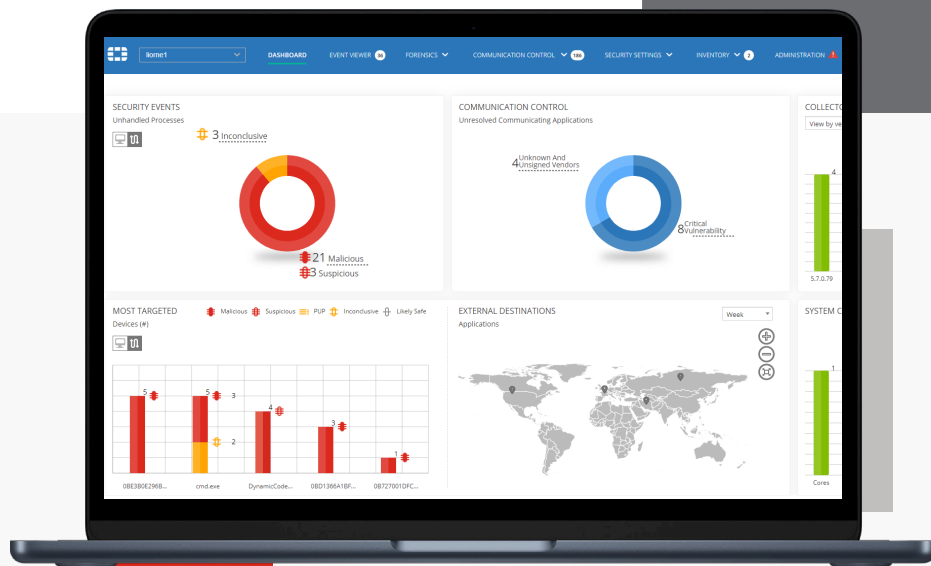 liome1
DASHBOARD
EVENT VIEWER 36
FORENSICS
COMMUNICATION CONTROL 186
SECURITY SETTINGS
INVENTORY 2
ADMINISTRATION
SECURITY EVENTS
Unhandled Processes
3 Inconclusive
21 Malicious
3 Suspicious
COMMUNICATION CONTROL
Unresolved Communicating Applications
4 Unknown And
Unsigned Vendors
8 Critical
Vulnerability
COLLECTO
View by ve
4
5.7.0.79
MOST TARGETED
Devices (#)
Malicious
Suspicious
PUP
Inconclusive
Likely Safe
5
5
3
2
4
3
1
0BE3B0E296B...
cmd.exe
DynamicCode...
0BD1366A1BF...
0B727001DFC...
EXTERNAL DESTINATIONS
Applications
Week
SYSTEM C
1
Cores